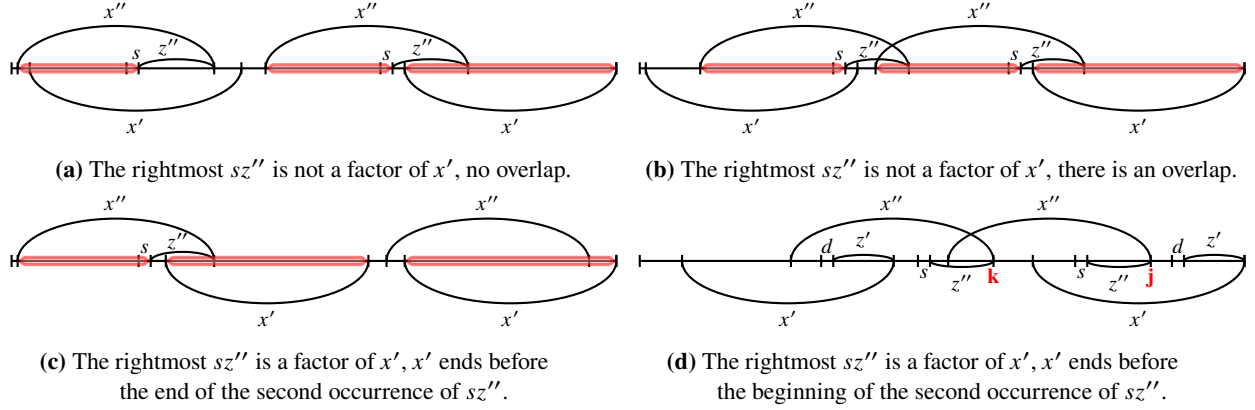 x″ x″ x″ x″
s z″ s z″ s z″ s z″
x′ x′ x′ x′
(a) The rightmost sz″ is not a factor of x′, no overlap.
(b) The rightmost sz″ is not a factor of x′, there is an overlap.
x″ x″ x″ x″
s z″ d z′ d z′
s z″ k s z″ j
x′ x′ x′ x′
(c) The rightmost sz″ is a factor of x′, x′ ends before
the end of the second occurrence of sz″.
(d) The rightmost sz″ is a factor of x′, x′ ends before
the beginning of the second occurrence of sz″.